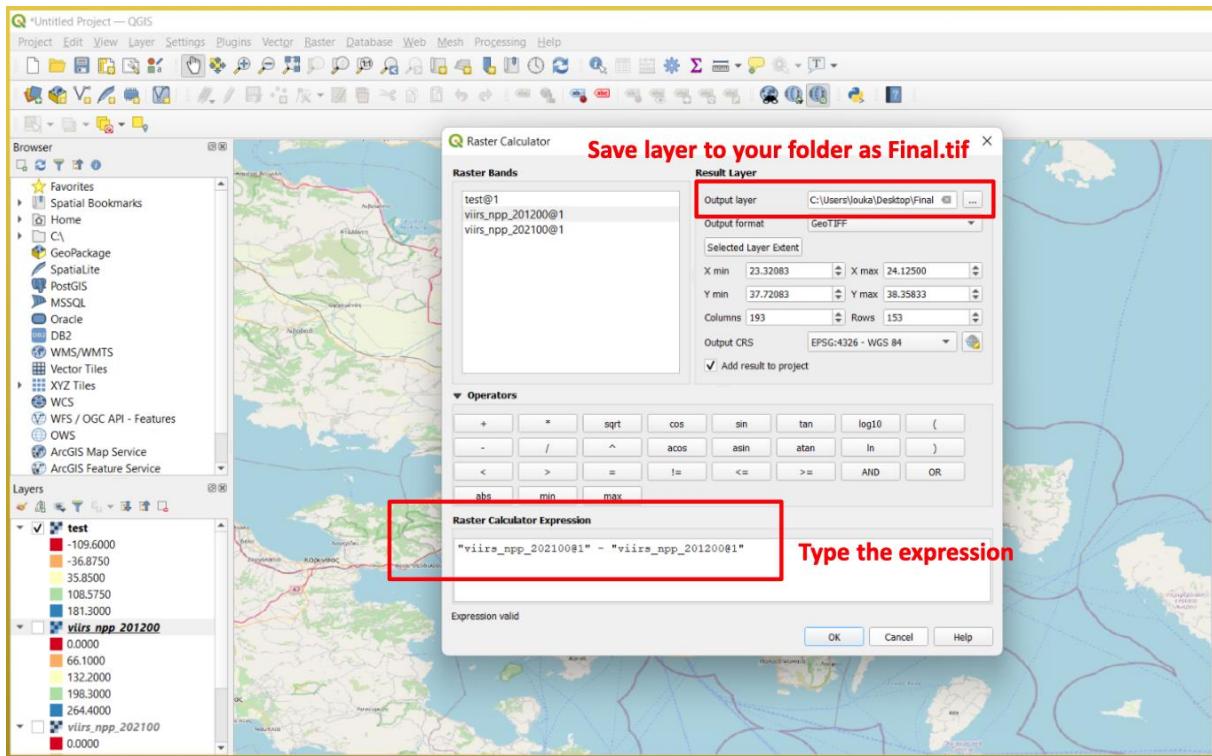 *Untitled Project — QGIS
Project Edit View Layer Settings Plugins Vector Raster Database Web Mesh Processing Help
Browser
Favorites
Spatial Bookmarks
Home
C:\
GeoPackage
SpatiaLite
PostGIS
MSSQL
Oracle
DB2
WMS/WMTS
Vector Tiles
XYZ Tiles
WCS
WFS / OGC API - Features
OWS
ArcGIS Map Service
ArcGIS Feature Service
Layers
test
-109.6000
-36.8750
35.8500
108.5750
181.3000
viirs_npp_201200
0.0000
66.1000
132.2000
198.3000
264.4000
viirs_npp_202100
0.0000
Raster Calculator
Save layer to your folder as Final.tif
Raster Bands
test@1
viirs_npp_201200@1
viirs_npp_202100@1
Result Layer
Output layer C:\Users\louka\Desktop\Final ...
Output format GeoTIFF
Selected Layer Extent
X min 23.32083 X max 24.12500
Y min 37.72083 Y max 38.35833
Columns 193 Rows 153
Output CRS EPSG:4326 - WGS 84
Add result to project
Operators
+ * sqrt cos sin tan log10 (
- / ^ acos asin atan ln )
< > = != <= >= AND OR
abs min max
Raster Calculator Expression
"viirs_npp_202100@1" - "viirs_npp_201200@1"
Type the expression
Expression valid
OK Cancel Help